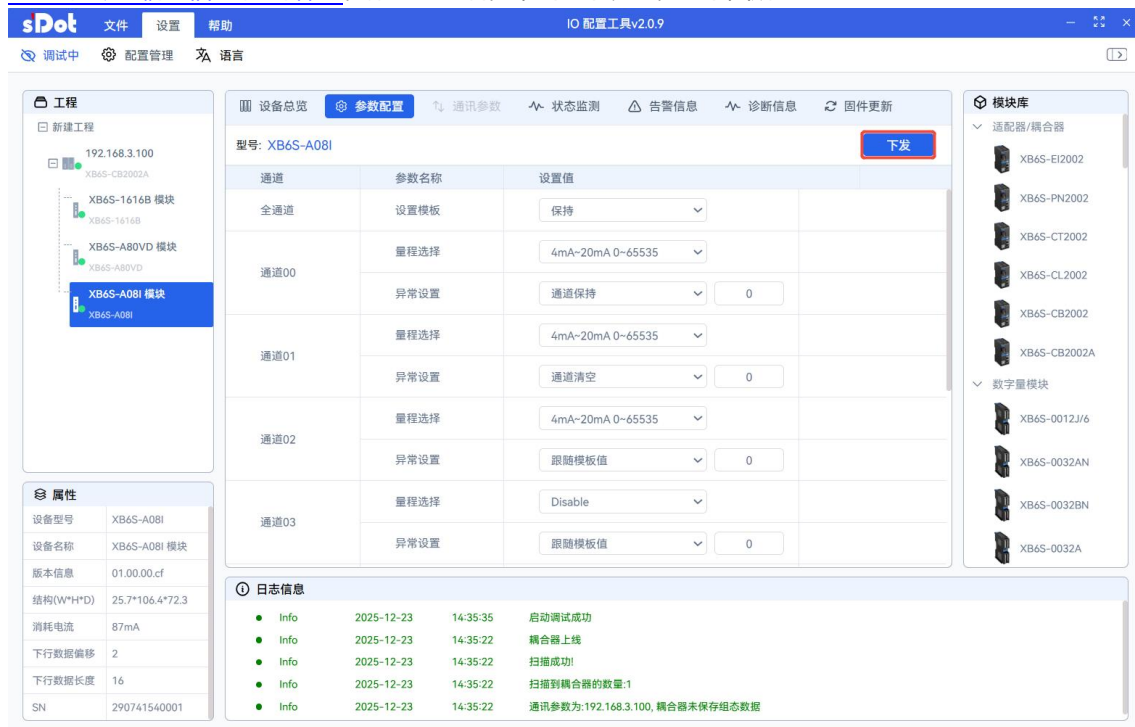 sDot 文件 设置 帮助 IO 配置工具v2.0.9
调试中 配置管理 语言
工程
新建工程
192.168.3.100
XB6S-CB2002A
XB6S-1616B 模块
XB6S-1616B
XB6S-A80VD 模块
XB6S-A80VD
XB6S-A08I 模块
XB6S-A08I
属性
设备型号 XB6S-A08I
设备名称 XB6S-A08I 模块
版本信息 01.00.00.cf
结构(W*H*D) 25.7*106.4*72.3
消耗电流 87mA
下行数据偏移 2
下行数据长度 16
SN 290741540001
设备总览 参数配置 通讯参数 状态监测 告警信息 诊断信息 固件更新
型号: XB6S-A08I 下发
通道 参数名称 设置值
全通道 设置模板 保持
通道00
量程选择 4mA~20mA 0~65535
异常设置 通道保持 0
通道01
量程选择 4mA~20mA 0~65535
异常设置 通道清空 0
通道02
量程选择 4mA~20mA 0~65535
异常设置 跟随模板值 0
通道03
量程选择 Disable
异常设置 跟随模板值 0
日志信息
Info 2025-12-23 14:35:35 启动调试成功
Info 2025-12-23 14:35:22 耦合器上线
Info 2025-12-23 14:35:22 扫描成功!
Info 2025-12-23 14:35:22 扫描到耦合器的数量:1
Info 2025-12-23 14:35:22 通讯参数为:192.168.3.100, 耦合器未保存组态数据
模块库
适配器/耦合器
XB6S-EI2002
XB6S-PN2002
XB6S-CT2002
XB6S-CL2002
XB6S-CB2002
XB6S-CB2002A
数字量模块
XB6S-0012J/6
XB6S-0032AN
XB6S-0032BN
XB6S-0032A